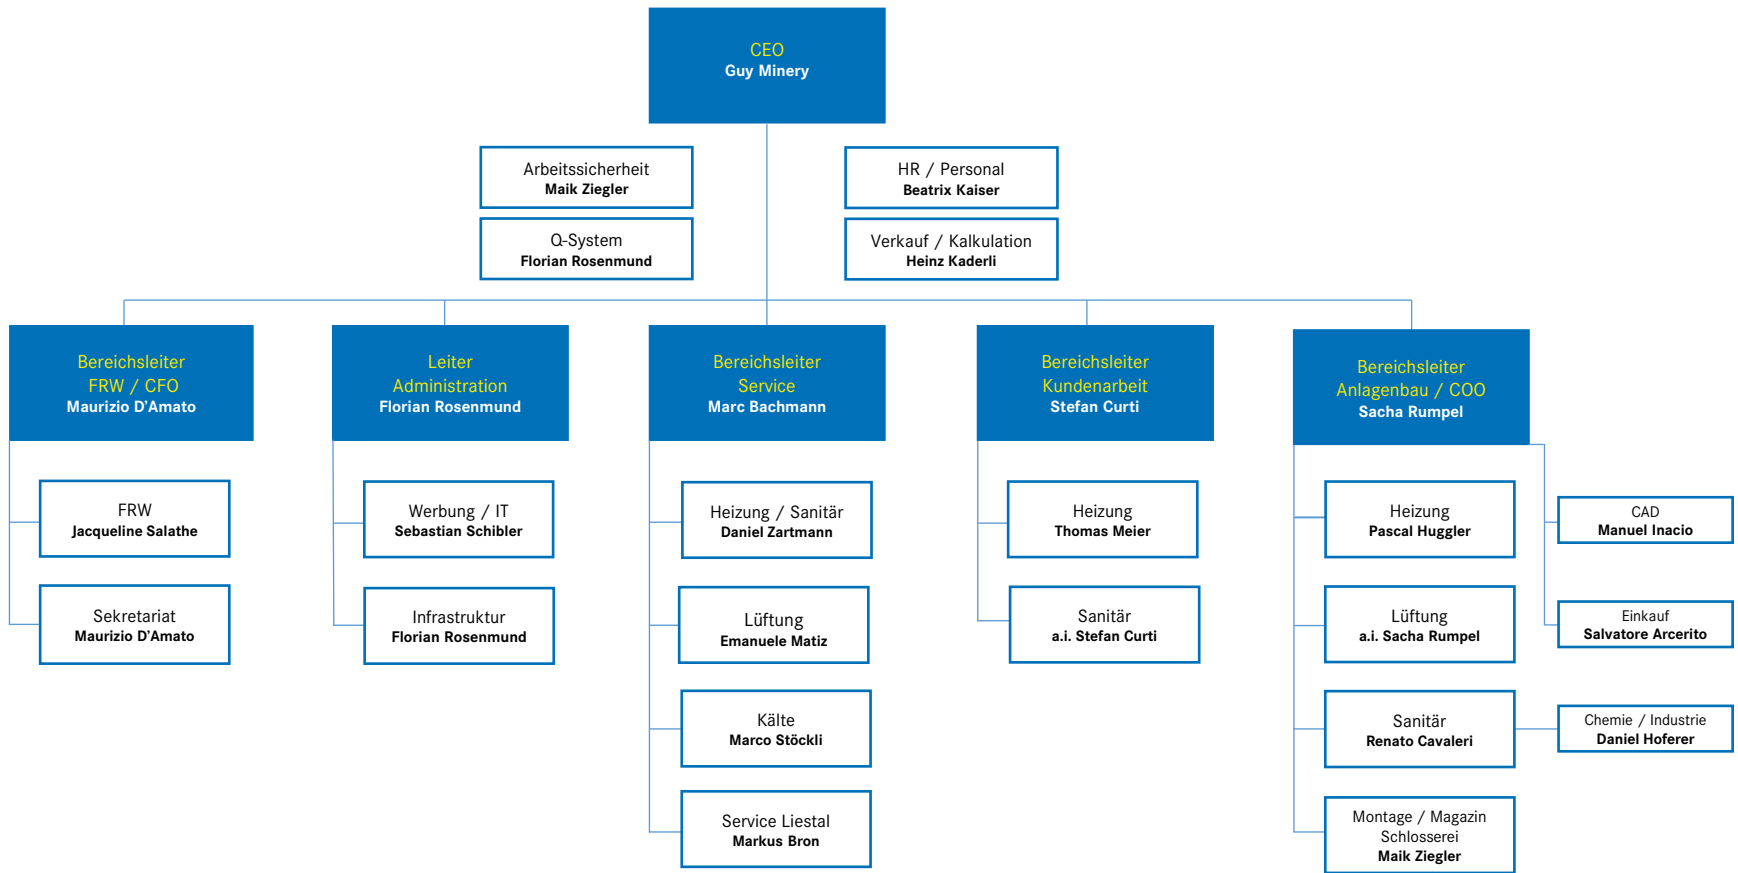 CEO
Guy Minery
Arbeitssicherheit
Maik Ziegler
HR / Personal
Beatrix Kaiser
Q-System
Florian Rosenmund
Verkauf / Kalkulation
Heinz Kaderli
Bereichsleiter
FRW / CFO
Maurizio D'Amato
Leiter
Administration
Florian Rosenmund
Bereichsleiter
Service
Marc Bachmann
Bereichsleiter
Kundenarbeit
Stefan Curti
Bereichsleiter
Anlagenbau / COO
Sacha Rumpel
FRW
Jacqueline Salathe
Sekretariat
Maurizio D'Amato
Werbung / IT
Sebastian Schibler
Infrastruktur
Florian Rosenmund
Heizung / Sanitär
Daniel Zartmann
Lüftung
Emanuele Matiz
Kälte
Marco Stöckli
Service Liestal
Markus Bron
Heizung
Thomas Meier
Sanitär
a.i. Stefan Curti
Heizung
Pascal Huggler
Lüftung
a.i. Sacha Rumpel
Sanitär
Renato Cavaleri
Montage / Magazin
Schlosserei
Maik Ziegler
CAD
Manuel Inacio
Einkauf
Salvatore Arcerito
Chemie / Industrie
Daniel Hoferer